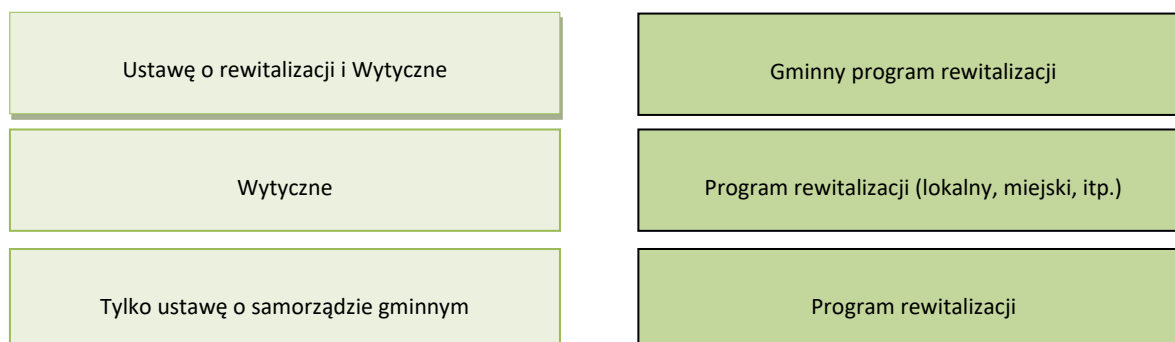 Ustawę o rewitalizacji i Wytyczne
Gminny program rewitalizacji
Wytyczne
Program rewitalizacji (lokalny, miejski, itp.)
Tylko ustawę o samorządzie gminnym
Program rewitalizacji